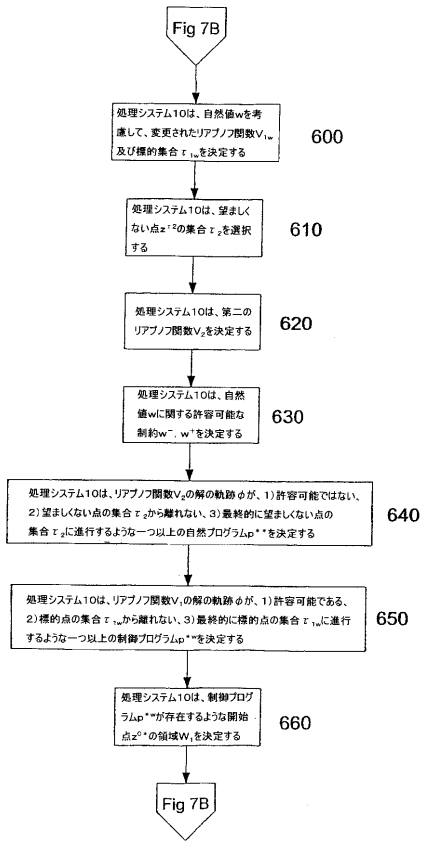 Fig 7B
処理システム10は、自然値wを考
慮して、変更されたリアプノフ関数V₁w
及び標的集合τ₁wを決定する
600
処理システム10は、望ましく
ない点zτ²の集合τ₂を選択
する
610
処理システム10は、第二の
リアプノフ関数V₂を決定する
620
処理システム10は、自然
値wに関する許容可能な
制約w⁻、w⁺を決定する
630
処理システム10は、リアプノフ関数V₂の解の軌跡φが、1)許容可能ではない、
2)望ましくない点の集合τ₂から離れない、3)最終的に望ましくない点の
集合τ₂に進行するような一つ以上の自然プログラムp**を決定する
640
処理システム10は、リアプノフ関数V₁の解の軌跡φが、1)許容可能である、
2)標的点の集合τ₁wから離れない、3)最終的に標的点の集合τ₁wに進行
するような一つ以上の制御プログラムp*ʷを決定する
650
処理システム10は、制御プログ
ラムp*ʷが存在するような開始
点z⁰*の領域W₁を決定する
660
Fig 7B